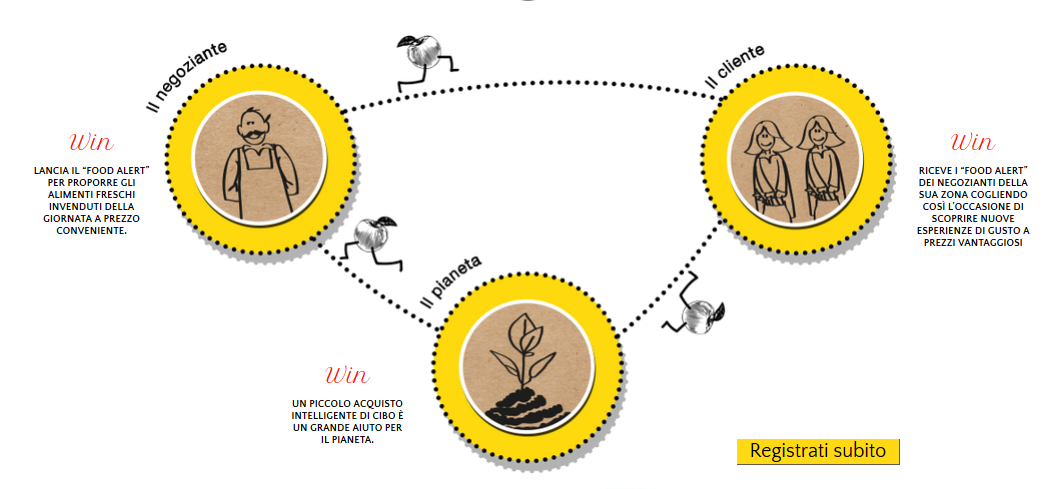 Il negoziante
Win
LANCIA IL “FOOD ALERT”
PER PROPORRE GLI
ALIMENTI FRESCHI
INVENDUTI DELLA
GIORNATA A PREZZO
CONVENIENTE.
Il cliente
Win
RICEVE I “FOOD ALERT”
DEI NEGOZIANTI DELLA
SUA ZONA COGLIENDO
COSÌ L’OCCASIONE DI
SCOPRIRE NUOVE
ESPERIENZE DI GUSTO A
PREZZI VANTAGGIOSI
Il pianeta
Win
UN PICCOLO ACQUISTO
INTELLIGENTE DI CIBO È
UN GRANDE AIUTO PER
IL PIANETA.
Registrati subito